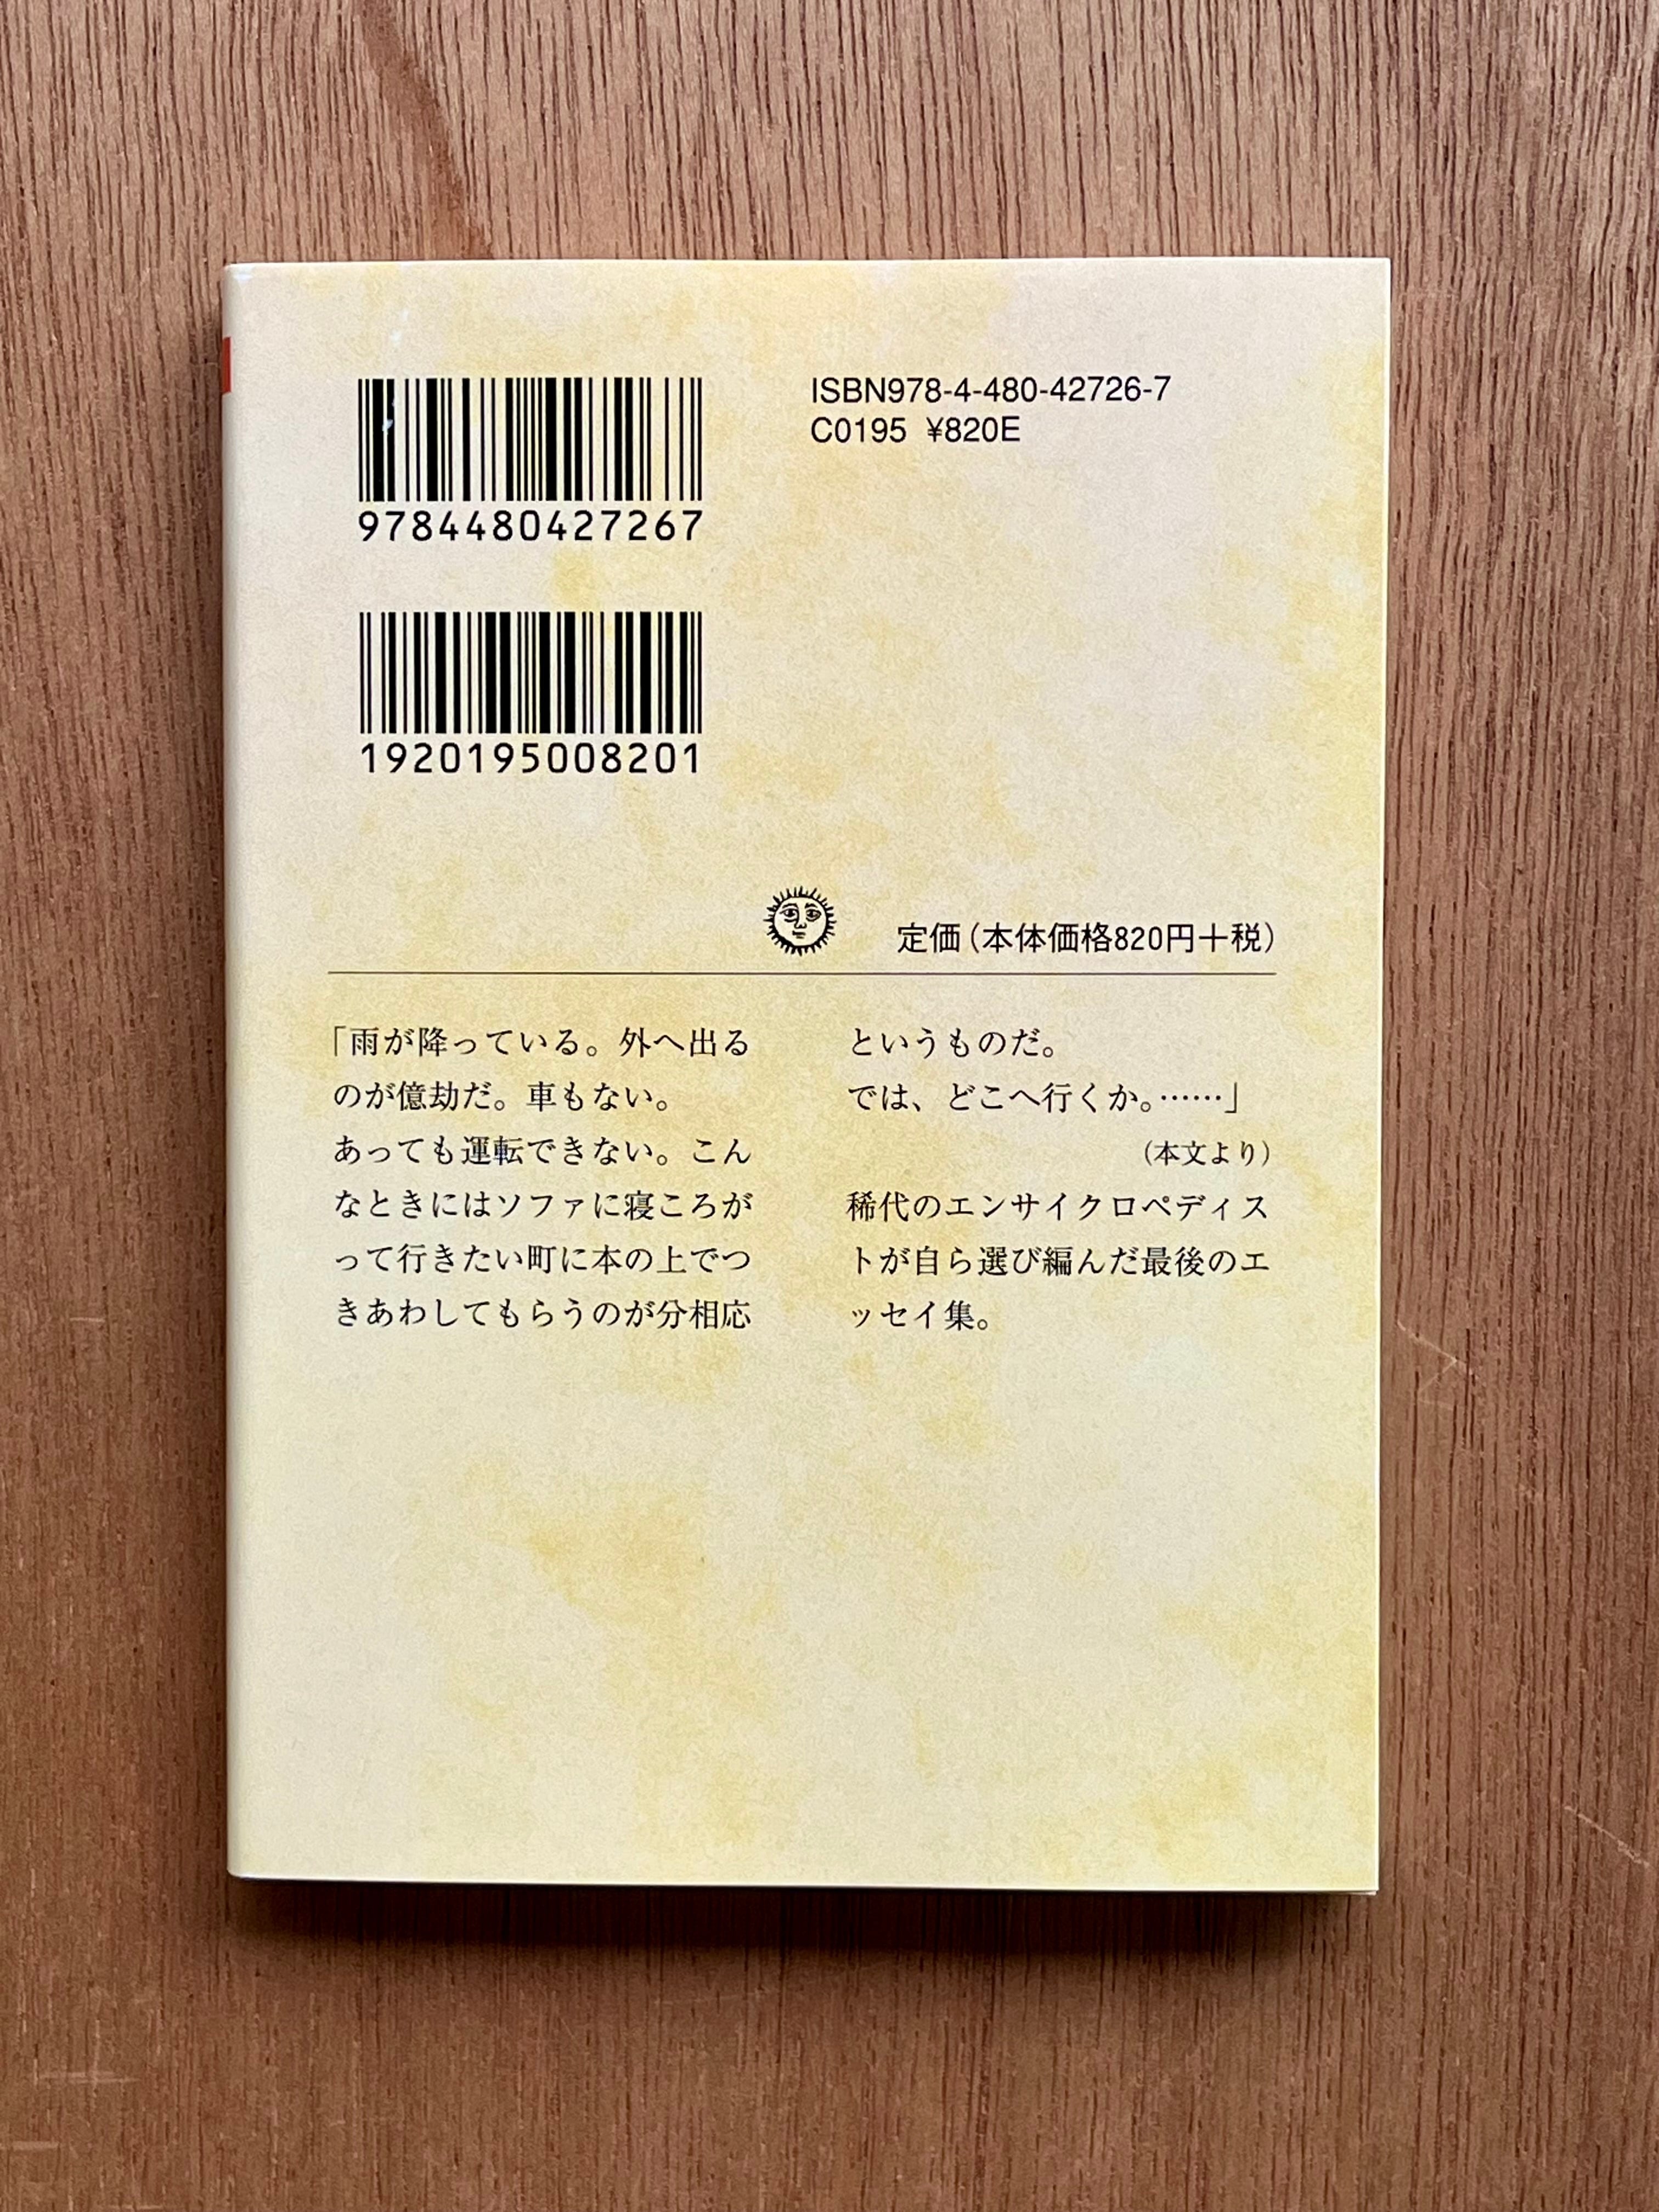 ISBN978-4-480-42726-7
C0195 ¥820E
9784480427267
1920195008201
定価(本体価格820円+税)
「雨が降っている。外へ出る
のが億劫だ。車もない。
あっても運転できない。こん
なときにはソファに寝ころが
って行きたい町に本の上でつ
きあわしてもらうのが分相応
というものだ。
では、どこへ行くか。……」
(本文より)
稀代のエンサイクロペディス
トが自ら選び編んだ最後のエ
ッセイ集。